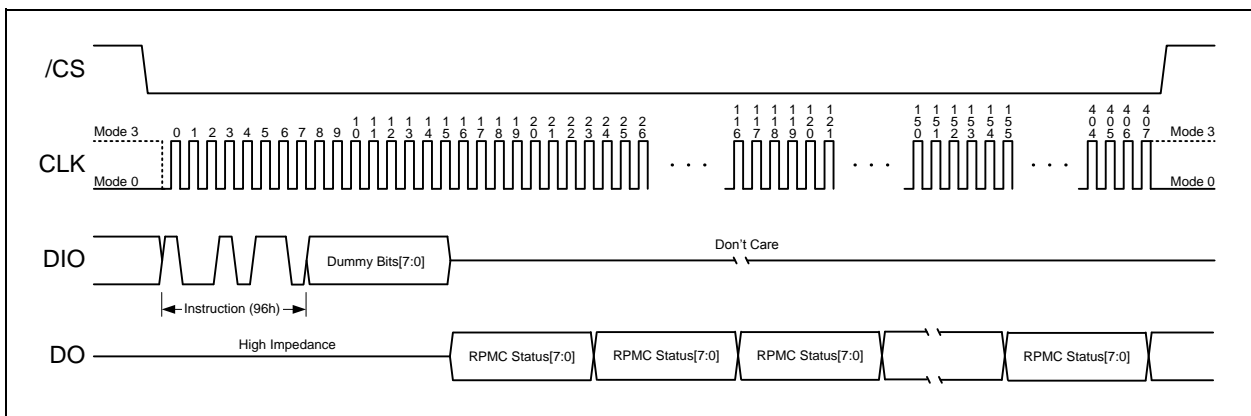 /CS
Mode 3
0 1 2 3 4 5 6 7 8 9 10 11 12 13 14 15 16 17 18 19 20 21 22 23 24 25 26 116 117 118 119 120 121 150 151 152 153 154 155 404 405 406 407
Mode 3
CLK
. . .
. . .
. . .
Mode 0
Mode 0
DIO
Dummy Bits[7:0]
Don't Care
Instruction (96h)
DO
High Impedance
RPMC Status[7:0]
RPMC Status[7:0]
RPMC Status[7:0]
RPMC Status[7:0]